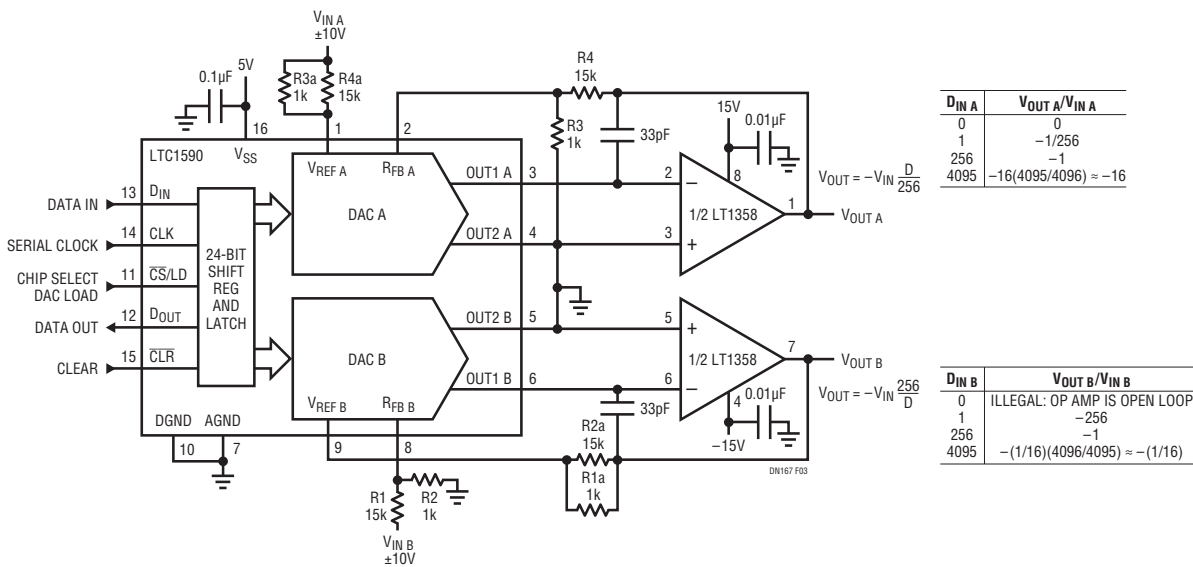 V_IN A
±10V
5V
0.1µF
R3a
1k
R4a
15k
R4
15k
R3
1k
33pF
15V
0.01µF
16
1
2
LTC1590
V_SS
V_REF A
R_FB A
DAC A
OUT1 A
3
OUT2 A
4
2
−
8
3
+
1/2 LT1358
1
V_OUT A
V_OUT = −V_IN D/256
DATA IN
13
D_IN
SERIAL CLOCK
14
CLK
CHIP SELECT
DAC LOAD
11
C̅S̅/LD
DATA OUT
12
D_OUT
CLEAR
15
C̅L̅R̅
24-BIT
SHIFT
REG
AND
LATCH
DAC B
OUT2 B
5
OUT1 B
6
V_REF B
R_FB B
5
+
6
−
1/2 LT1358
7
V_OUT B
4
0.01µF
−15V
V_OUT = −V_IN 256/D
33pF
R2a
15k
R1a
1k
DGND
AGND
10
7
9
8
R1
15k
R2
1k
V_IN B
±10V
DN167 F03
D_IN A V_OUT A/V_IN A
0 0
1 −1/256
256 −1
4095 −16(4095/4096) ≈ −16
D_IN B V_OUT B/V_IN B
0 ILLEGAL: OP AMP IS OPEN LOOP
1 −256
256 −1
4095 −(1/16)(4096/4095) ≈ −(1/16)